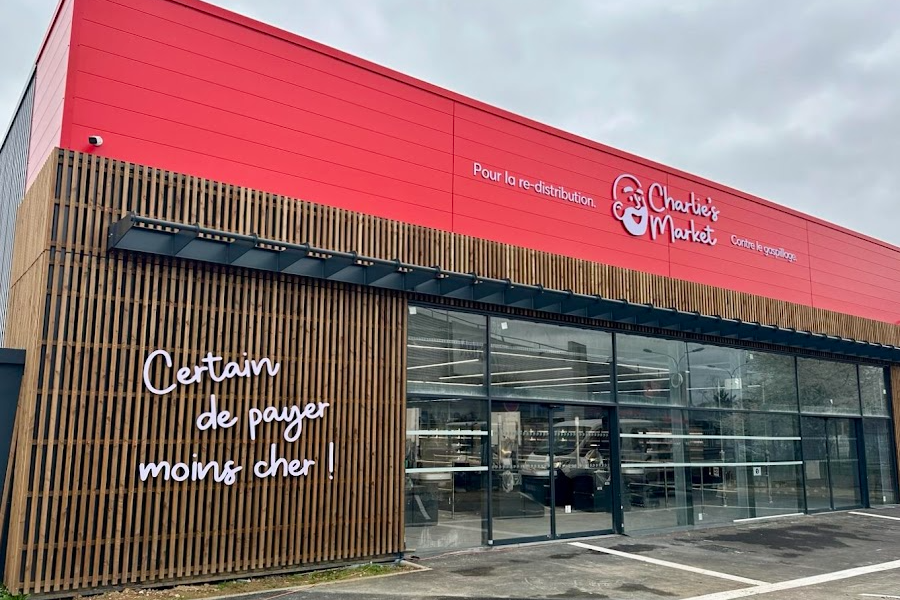 Pour la re-distribution.
Charlie's
Market
Contre le gaspillage.
Certain
de payer
moins cher !